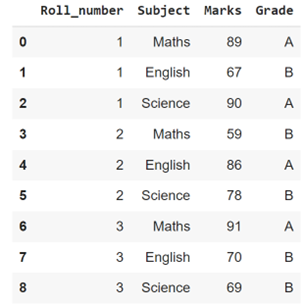 Roll_number Subject Marks Grade
0 1 Maths 89 A
1 1 English 67 B
2 1 Science 90 A
3 2 Maths 59 B
4 2 English 86 A
5 2 Science 78 B
6 3 Maths 91 A
7 3 English 70 B
8 3 Science 69 B